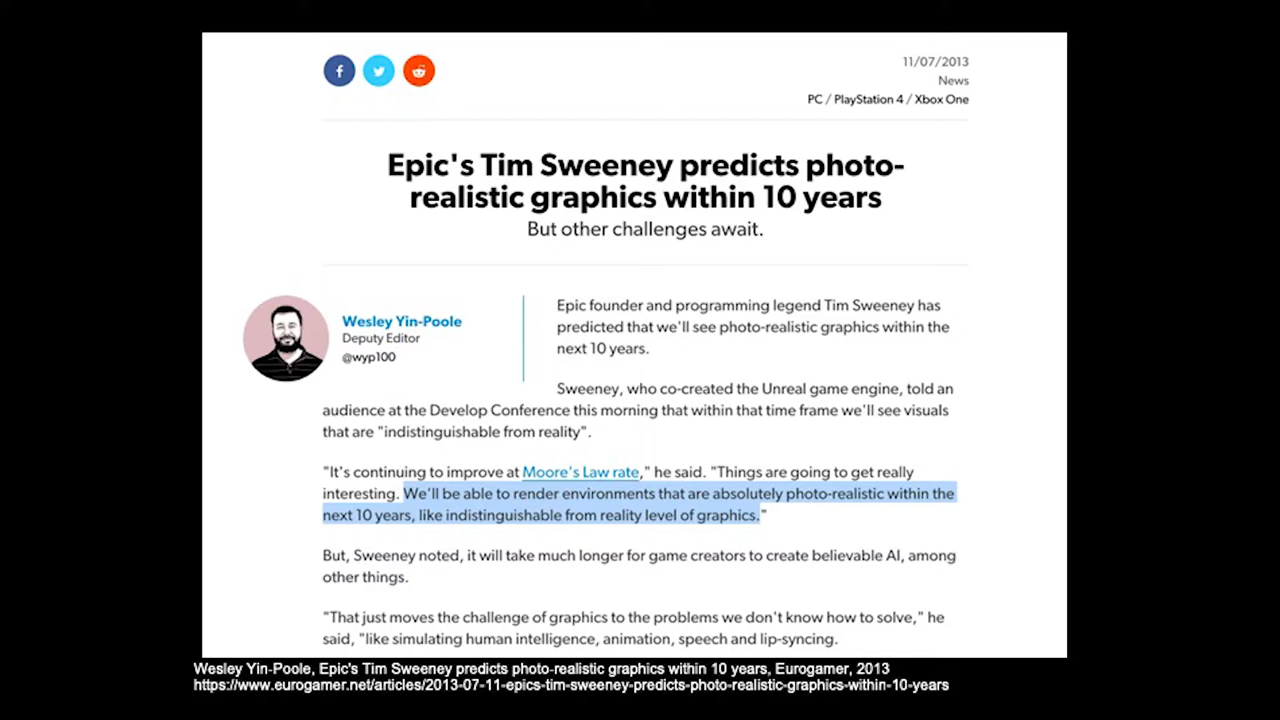 11/07/2013
News
PC / PlayStation 4 / Xbox One
Epic's Tim Sweeney predicts photo-
realistic graphics within 10 years
But other challenges await.
Wesley Yin-Poole
Deputy Editor
@wyp100
Epic founder and programming legend Tim Sweeney has
predicted that we'll see photo-realistic graphics within the
next 10 years.
Sweeney, who co-created the Unreal game engine, told an
audience at the Develop Conference this morning that within that time frame we'll see visuals
that are "indistinguishable from reality".
"It's continuing to improve at Moore's Law rate," he said. "Things are going to get really
interesting. We'll be able to render environments that are absolutely photo-realistic within the
next 10 years, like indistinguishable from reality level of graphics."
But, Sweeney noted, it will take much longer for game creators to create believable AI, among
other things.
"That just moves the challenge of graphics to the problems we don't know how to solve," he
said, "like simulating human intelligence, animation, speech and lip-syncing.
Wesley Yin-Poole, Epic's Tim Sweeney predicts photo-realistic graphics within 10 years, Eurogamer, 2013
https://www.eurogamer.net/articles/2013-07-11-epics-tim-sweeney-predicts-photo-realistic-graphics-within-10-years